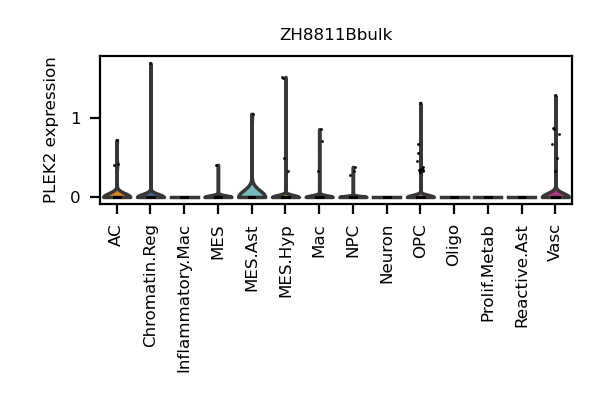 ZH8811Bbulk
PLEK2 expression
1
0
AC
Chromatin.Reg
Inflammatory.Mac
MES
MES.Ast
MES.Hyp
Mac
NPC
Neuron
OPC
Oligo
Prolif.Metab
Reactive.Ast
Vasc